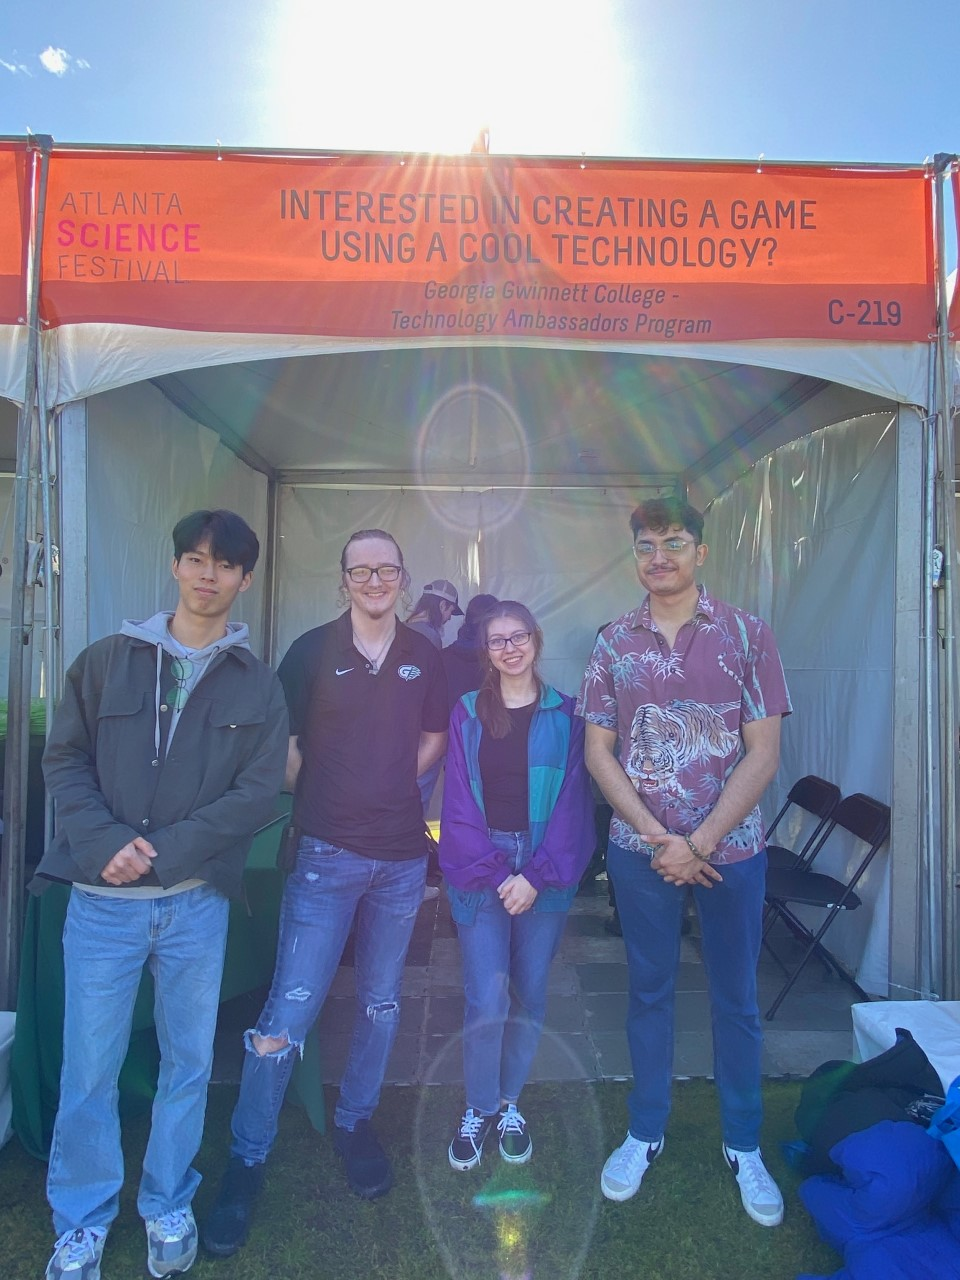 ATLANTA
SCIENCE
FESTIVAL
INTERESTED IN CREATING A GAME
USING A COOL TECHNOLOGY?
Georgia Gwinnett College -
Technology Ambassadors Program
C-219